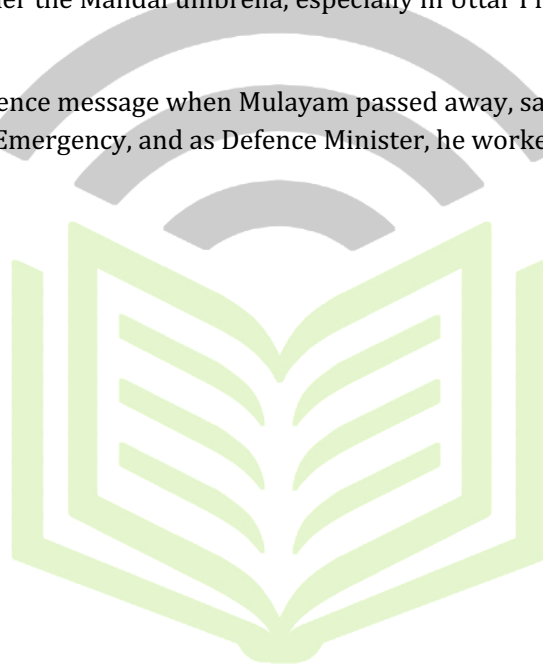 the Mandal umbrella, especially in Uttar
ence message when Mulayam passed away, sa
Emergency, and as Defence Minister, he worke